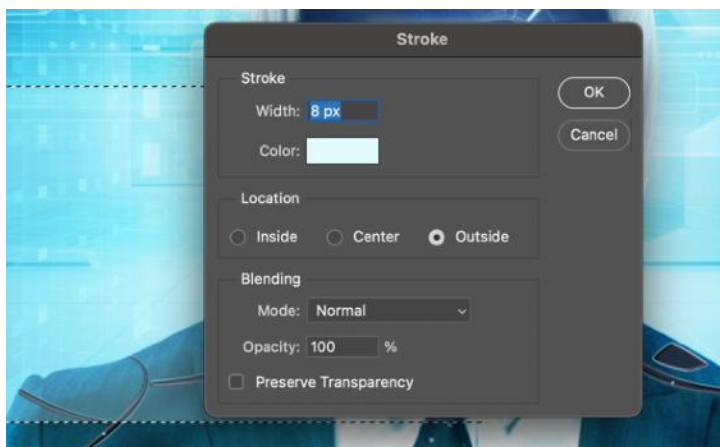 Stroke
Stroke
OK
Width: 8 px
Cancel
Color:
Location
Inside Center Outside
Blending
Mode: Normal
Opacity: 100 %
Preserve Transparency